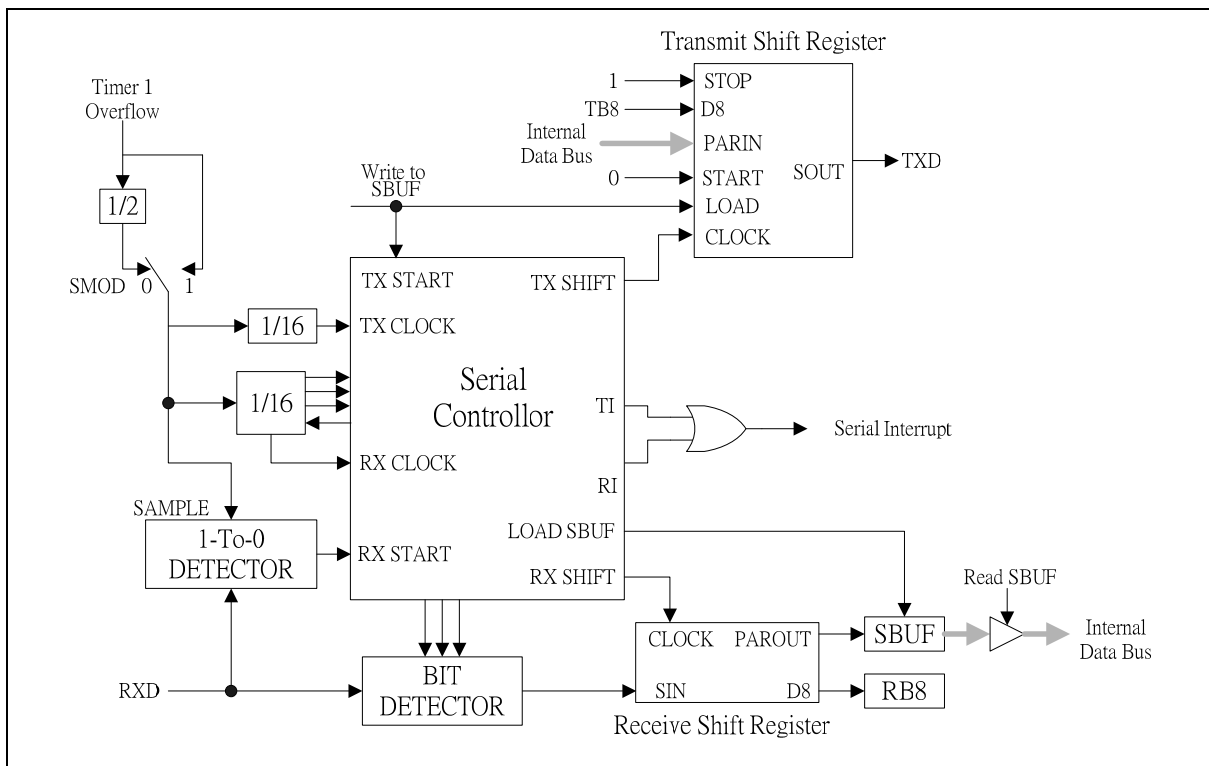 Transmit Shift Register
Timer 1
Overflow
1
STOP
TB8
D8
Internal
Data Bus
PARIN
SOUT
TXD
0
START
LOAD
CLOCK
Write to
SBUF
1/2
SMOD 0 1
TX START
TX SHIFT
1/16
TX CLOCK
Serial
Controllor
1/16
TI
Serial Interrupt
RX CLOCK
RI
SAMPLE
1-To-0
DETECTOR
RX START
LOAD SBUF
RX SHIFT
Read SBUF
CLOCK PAROUT
SBUF
Internal
Data Bus
RXD
BIT
DETECTOR
SIN D8
RB8
Receive Shift Register